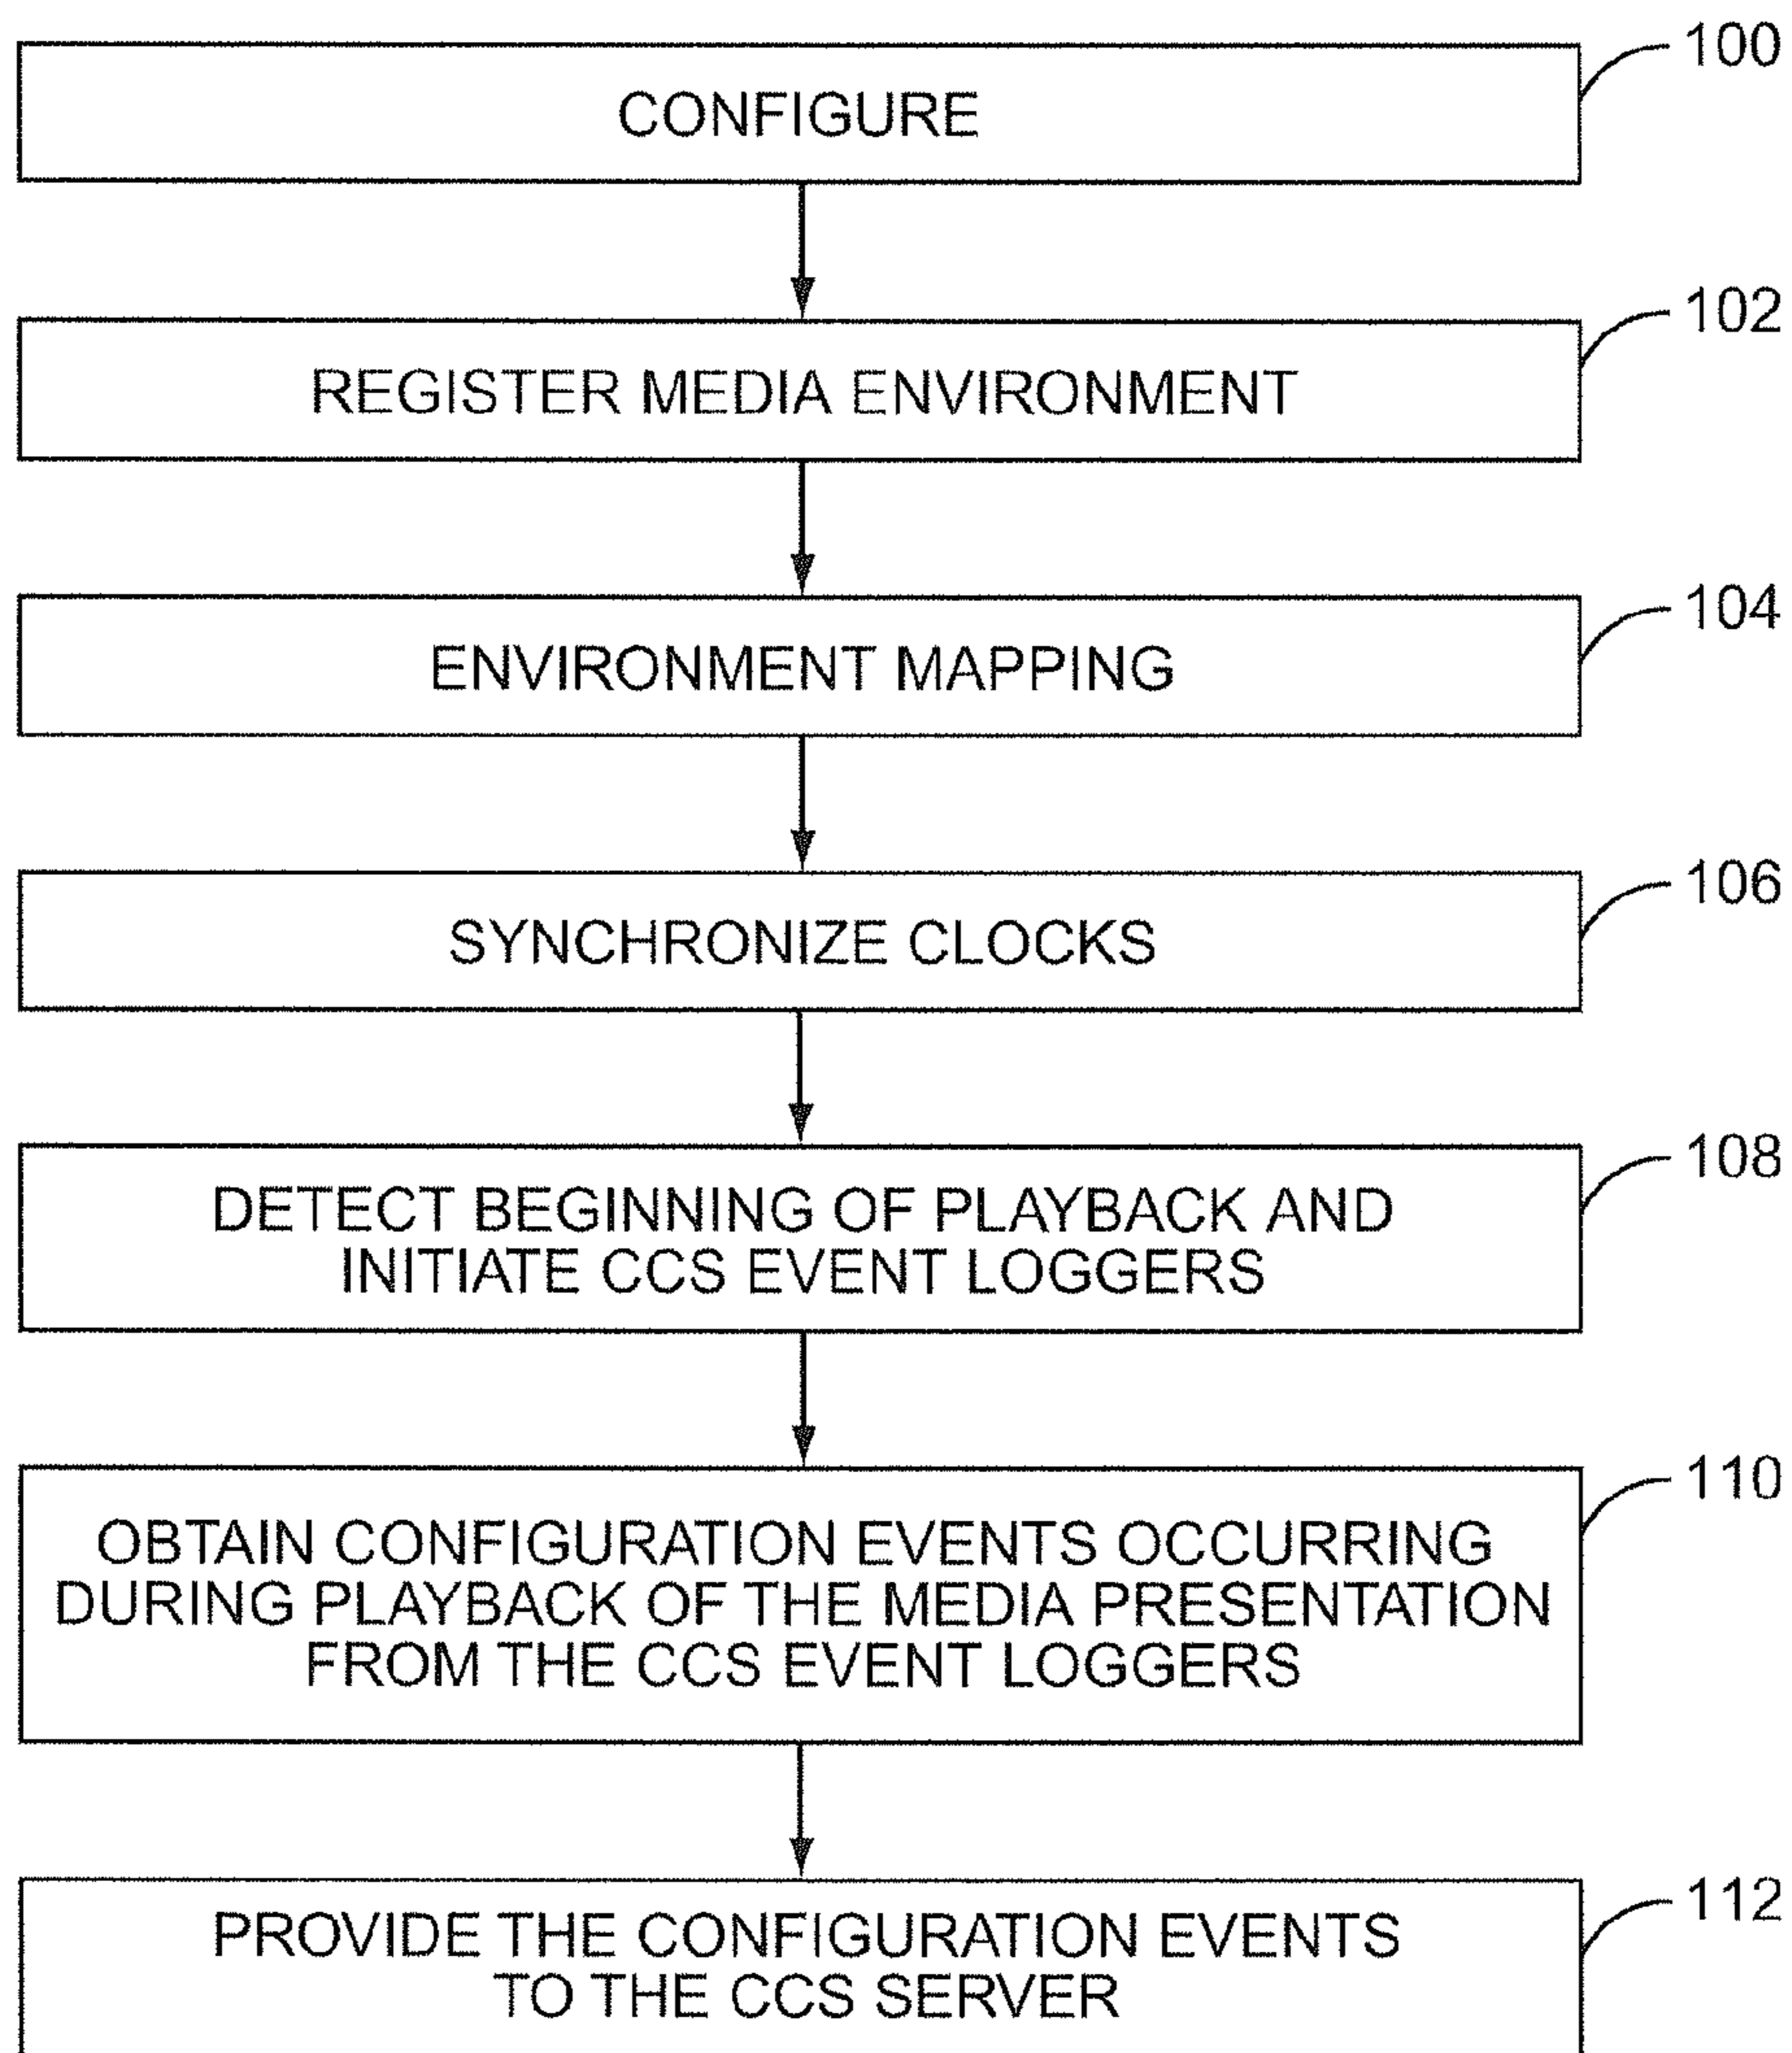 100
CONFIGURE
102
REGISTER MEDIA ENVIRONMENT
104
ENVIRONMENT MAPPING
106
SYNCHRONIZE CLOCKS
108
DETECT BEGINNING OF PLAYBACK AND
INITIATE CCS EVENT LOGGERS
110
OBTAIN CONFIGURATION EVENTS OCCURRING
DURING PLAYBACK OF THE MEDIA PRESENTATION
FROM THE CCS EVENT LOGGERS
112
PROVIDE THE CONFIGURATION EVENTS
TO THE CCS SERVER